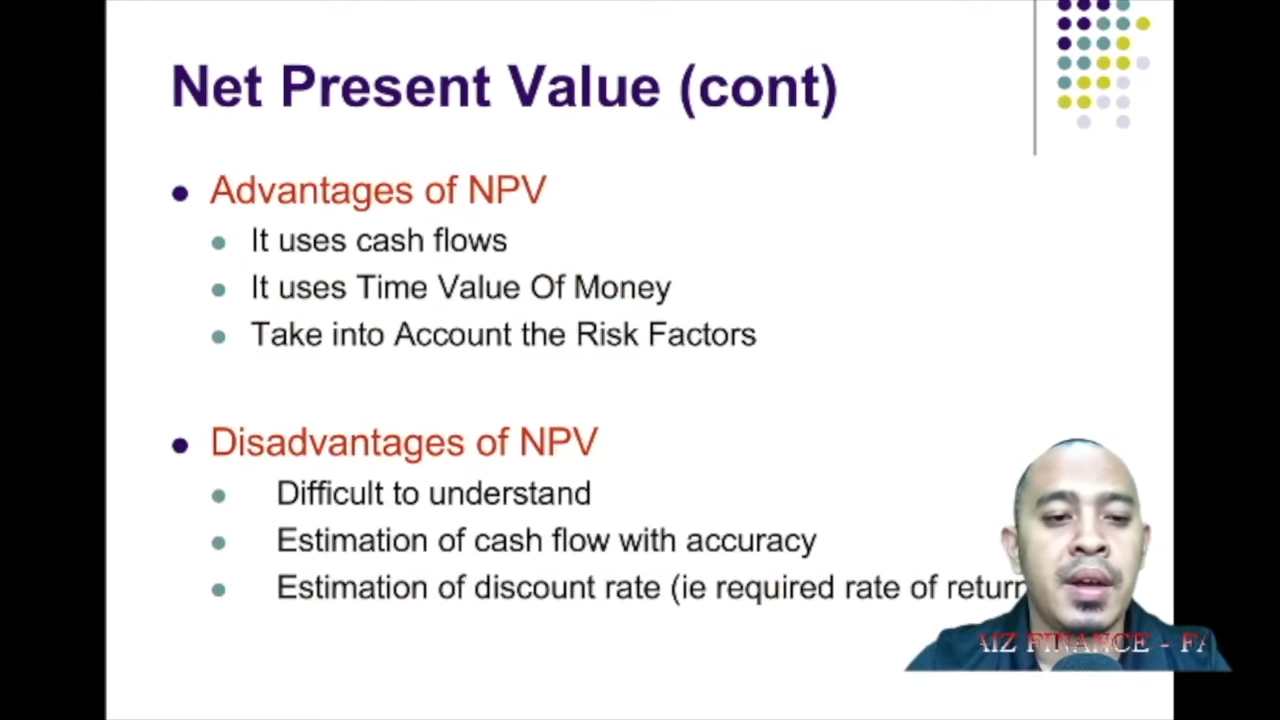 Net Present Value (cont)
Advantages of NPV
It uses cash flows
It uses Time Value Of Money
Take into Account the Risk Factors
Disadvantages of NPV
Difficult to understand
Estimation of cash flow with accuracy
Estimation of discount rate (ie required rate of return
FINANCE -